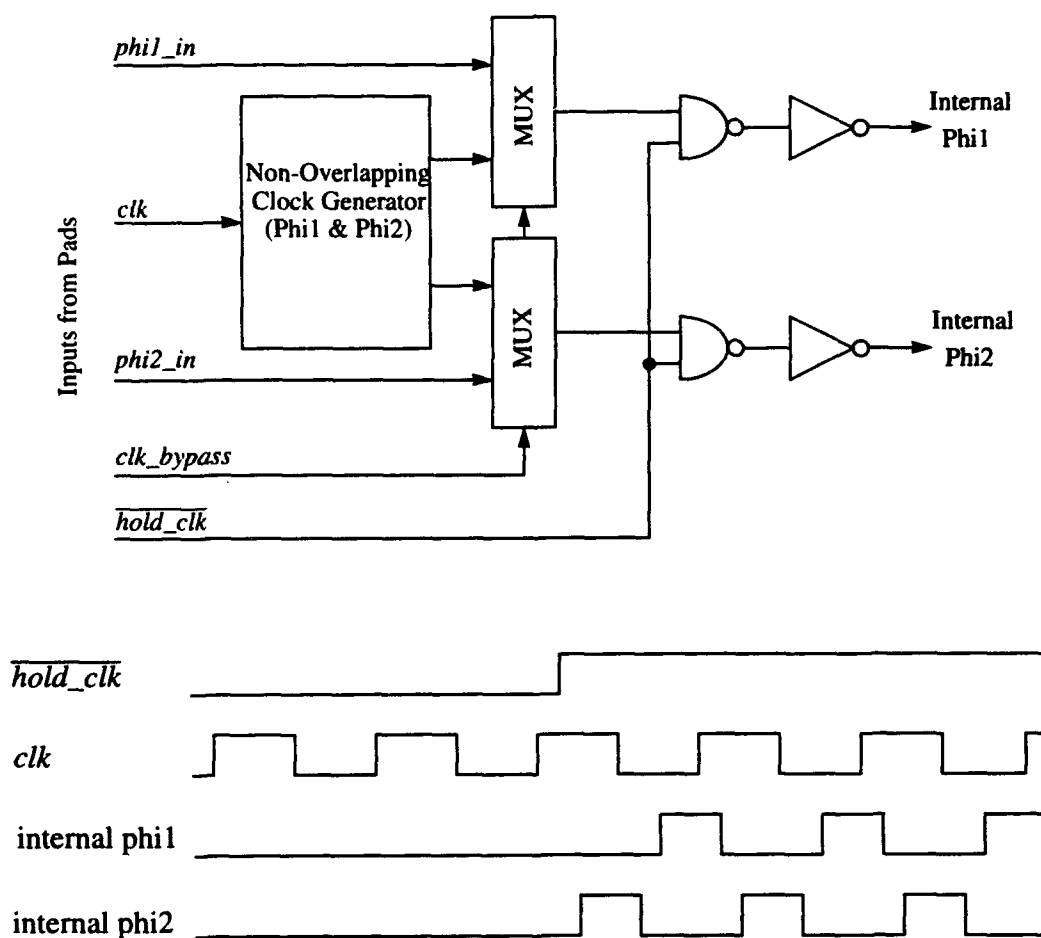 phi1_in
MUX
Internal
Phi1
Non-Overlapping
Clock Generator
(Phi1 & Phi2)
clk
Inputs from Pads
MUX
Internal
Phi2
phi2_in
clk_bypass
hold_clk
hold_clk
clk
internal phi1
internal phi2